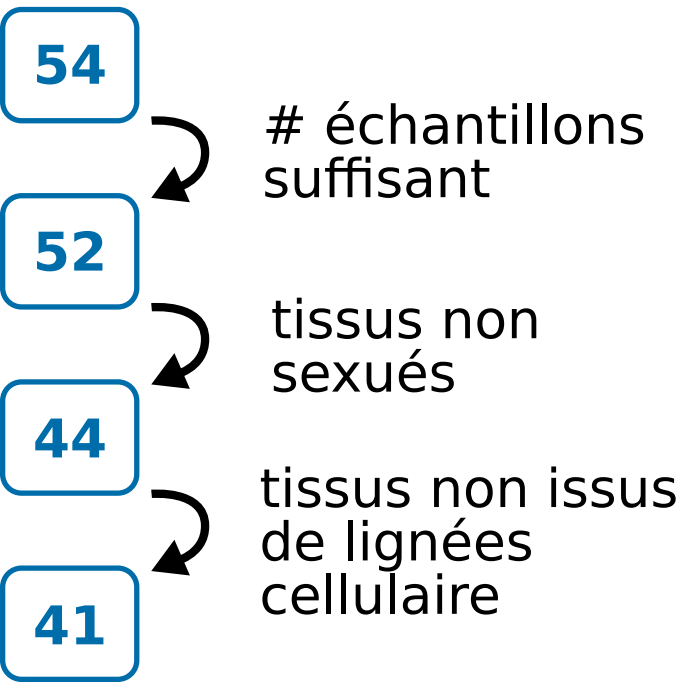 54
# échantillons
suffisant
52
tissus non
sexués
44
tissus non issus
de lignées
cellulaire
41